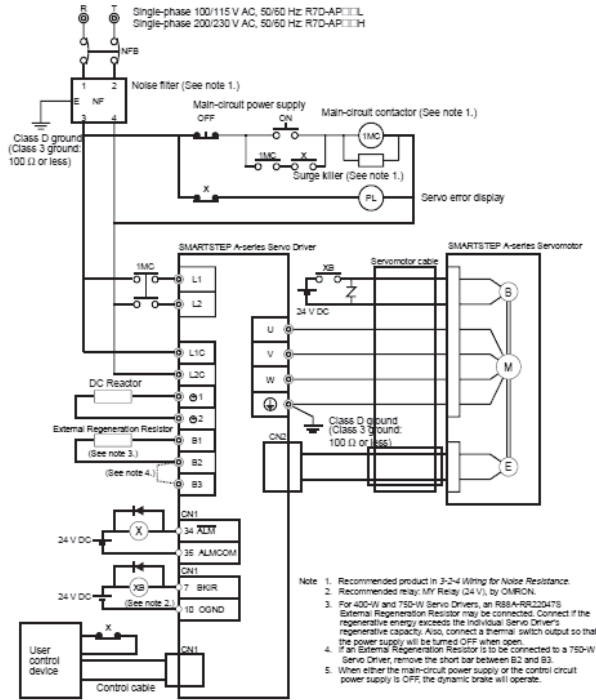 R T
Single-phase 100/115 V AC, 50/60 Hz: R7D-AP□□L
Single-phase 200/230 V AC, 50/60 Hz: R7D-AP□□H
NFB
1 2
Noise filter (See note 1.)
E NF
3 4
Class D ground
(Class 3 ground:
100 Ω or less)
Main-circuit power supply
OFF ON
Main-circuit contactor (See note 1.)
1MC
1MC X
Surge killer (See note 1.)
X
PL
Servo error display
SMARTSTEP A-series Servo Driver
Servomotor cable
SMARTSTEP A-series Servomotor
1MC
L1
L2
XB
24 V DC
B
U
V
W
M
L1C
L2C
DC Reactor
⊖1
⊖2
Class D ground
(Class 3 ground:
100 Ω or less)
External Regeneration Resistor
B1
(See note 3.)
B2
(See note 4.)
B3
CN2
E
CN1
24 V DC
X
34 ALM
35 ALMCOM
CN1
24 V DC
XB
7 BKIR
(See note 2.)
10 OGND
X
User
control
device
CN1
Control cable
Note 1. Recommended product in 3-2-4 Wiring for Noise Resistance.
2. Recommended relay: MY Relay (24 V), by OMRON.
3. For 400-W and 750-W Servo Drivers, an R88A-RR22047S
External Regeneration Resistor may be connected. Connect if the
regenerative energy exceeds the individual Servo Driver's
regenerative capacity. Also, connect a thermal switch output so that
the power supply will be turned OFF when open.
4. If an External Regeneration Resistor is to be connected to a 750-W
Servo Driver, remove the short bar between B2 and B3.
5. When either the main-circuit power supply or the control circuit
power supply is OFF, the dynamic brake will operate.